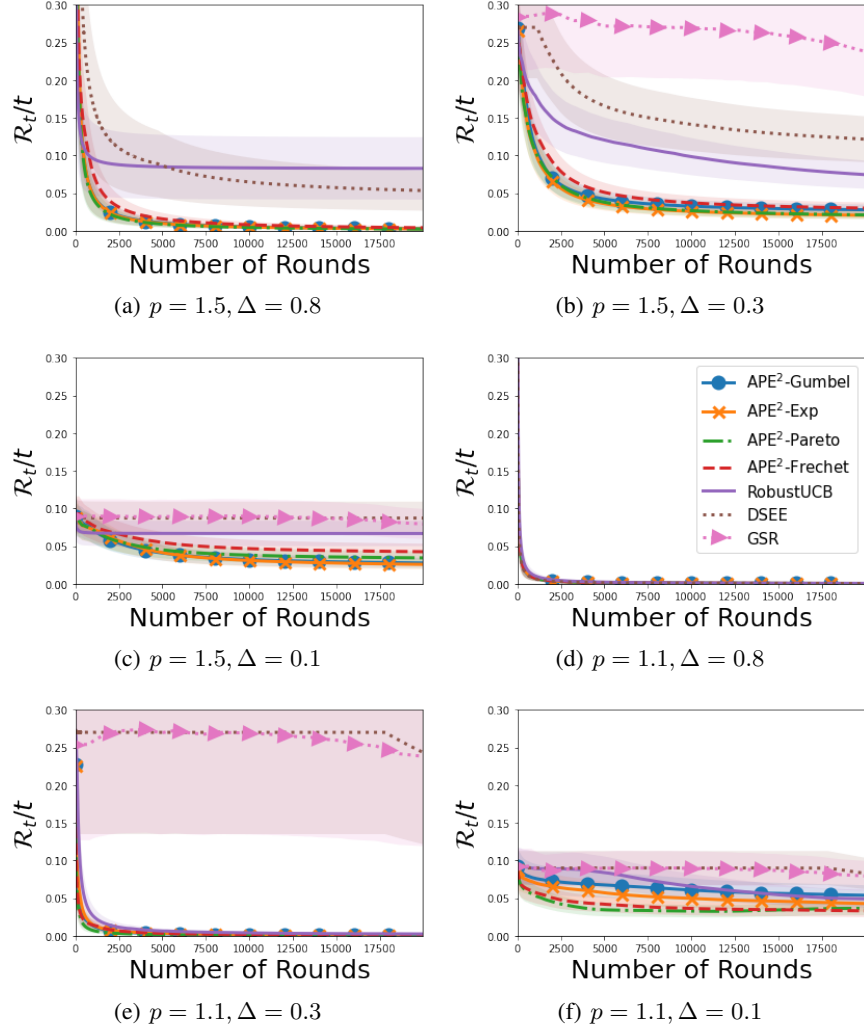 0.30
0.25
0.20
0.15
0.10
0.05
0.00
R_t/t
0 2500 5000 7500 10000 12500 15000 17500
Number of Rounds
(a) p = 1.5, Δ = 0.8
0.30
0.25
0.20
0.15
0.10
0.05
0.00
R_t/t
0 2500 5000 7500 10000 12500 15000 17500
Number of Rounds
(b) p = 1.5, Δ = 0.3
0.30
0.25
0.20
0.15
0.10
0.05
0.00
R_t/t
0 2500 5000 7500 10000 12500 15000 17500
Number of Rounds
(c) p = 1.5, Δ = 0.1
0.30
0.25
0.20
0.15
0.10
0.05
0.00
R_t/t
APE²-Gumbel
APE²-Exp
APE²-Pareto
APE²-Frechet
RobustUCB
DSEE
GSR
0 2500 5000 7500 10000 12500 15000 17500
Number of Rounds
(d) p = 1.1, Δ = 0.8
0.30
0.25
0.20
0.15
0.10
0.05
0.00
R_t/t
0 2500 5000 7500 10000 12500 15000 17500
Number of Rounds
(e) p = 1.1, Δ = 0.3
0.30
0.25
0.20
0.15
0.10
0.05
0.00
R_t/t
0 2500 5000 7500 10000 12500 15000 17500
Number of Rounds
(f) p = 1.1, Δ = 0.1